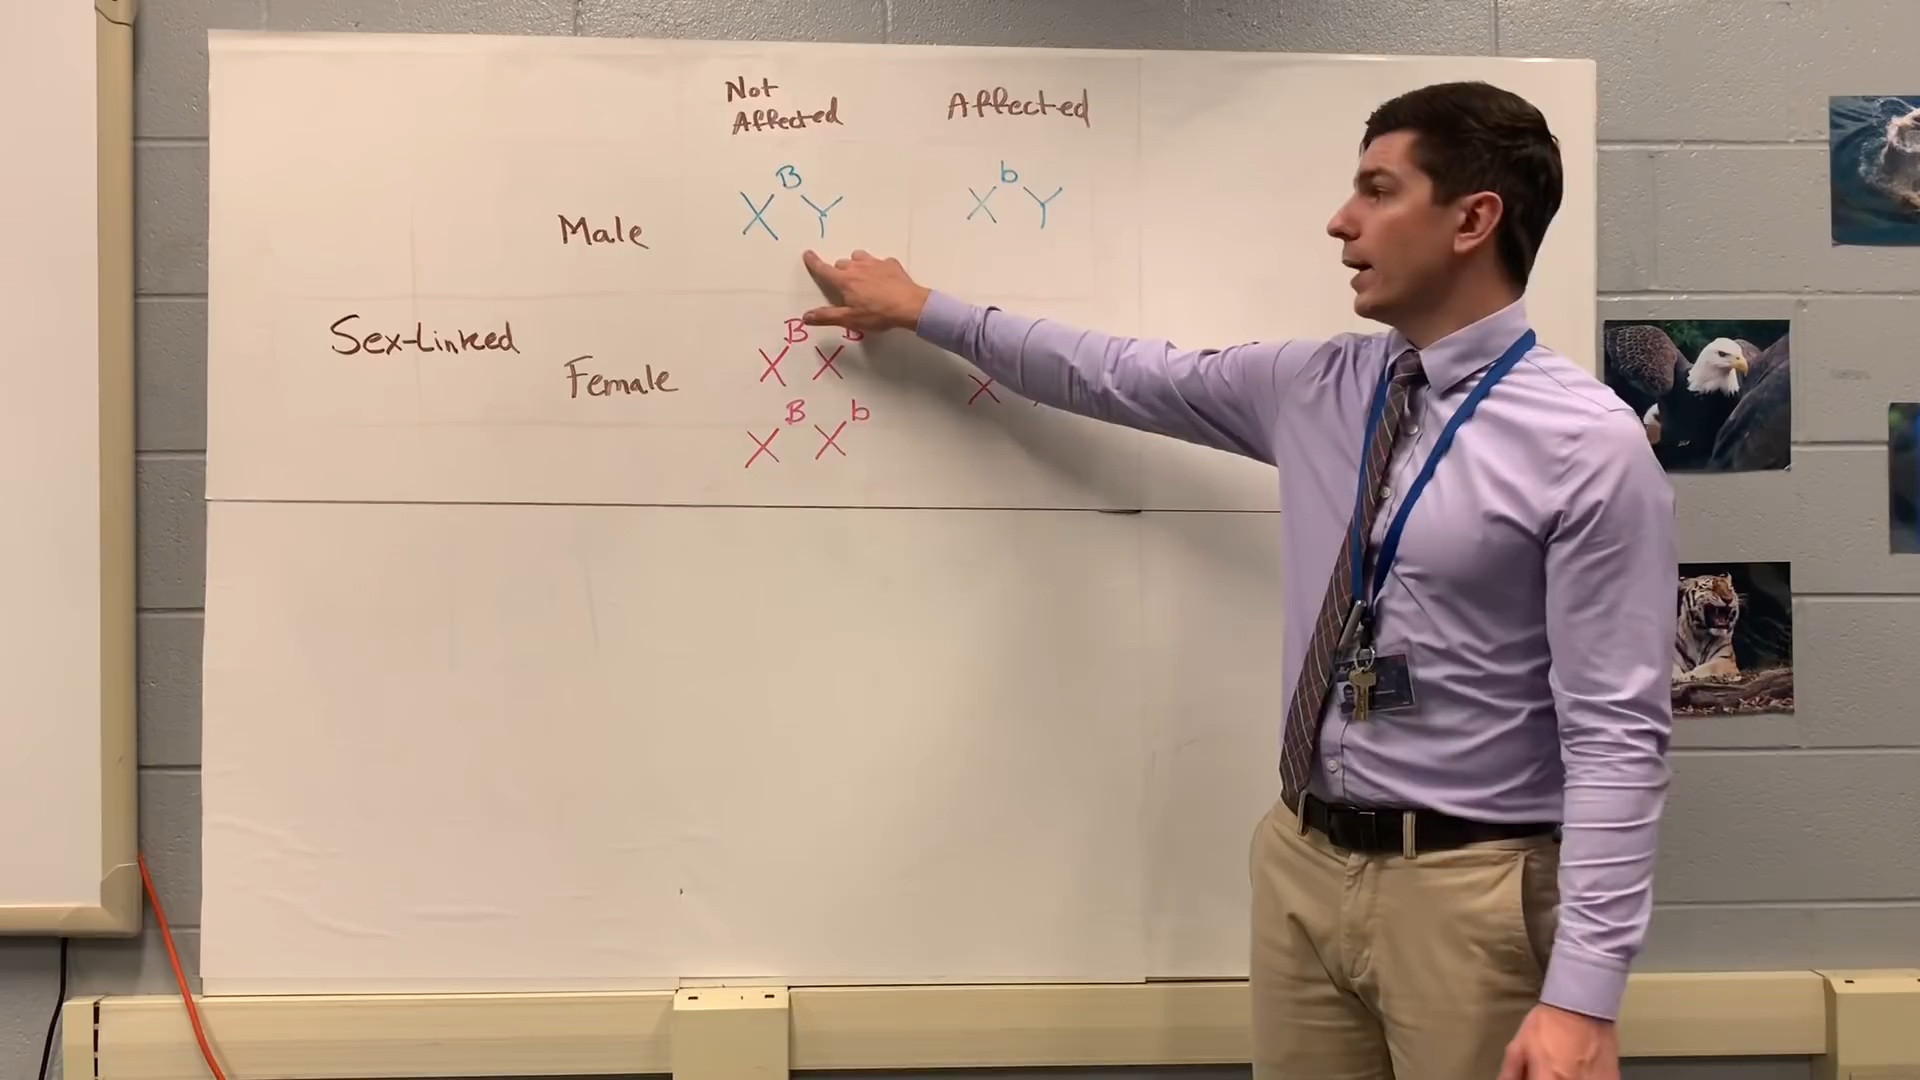 Not
Affected
Affected
X^B Y
X^b Y
Male
Sex-Linked
Female
X^B X^B
X
X^B X^b